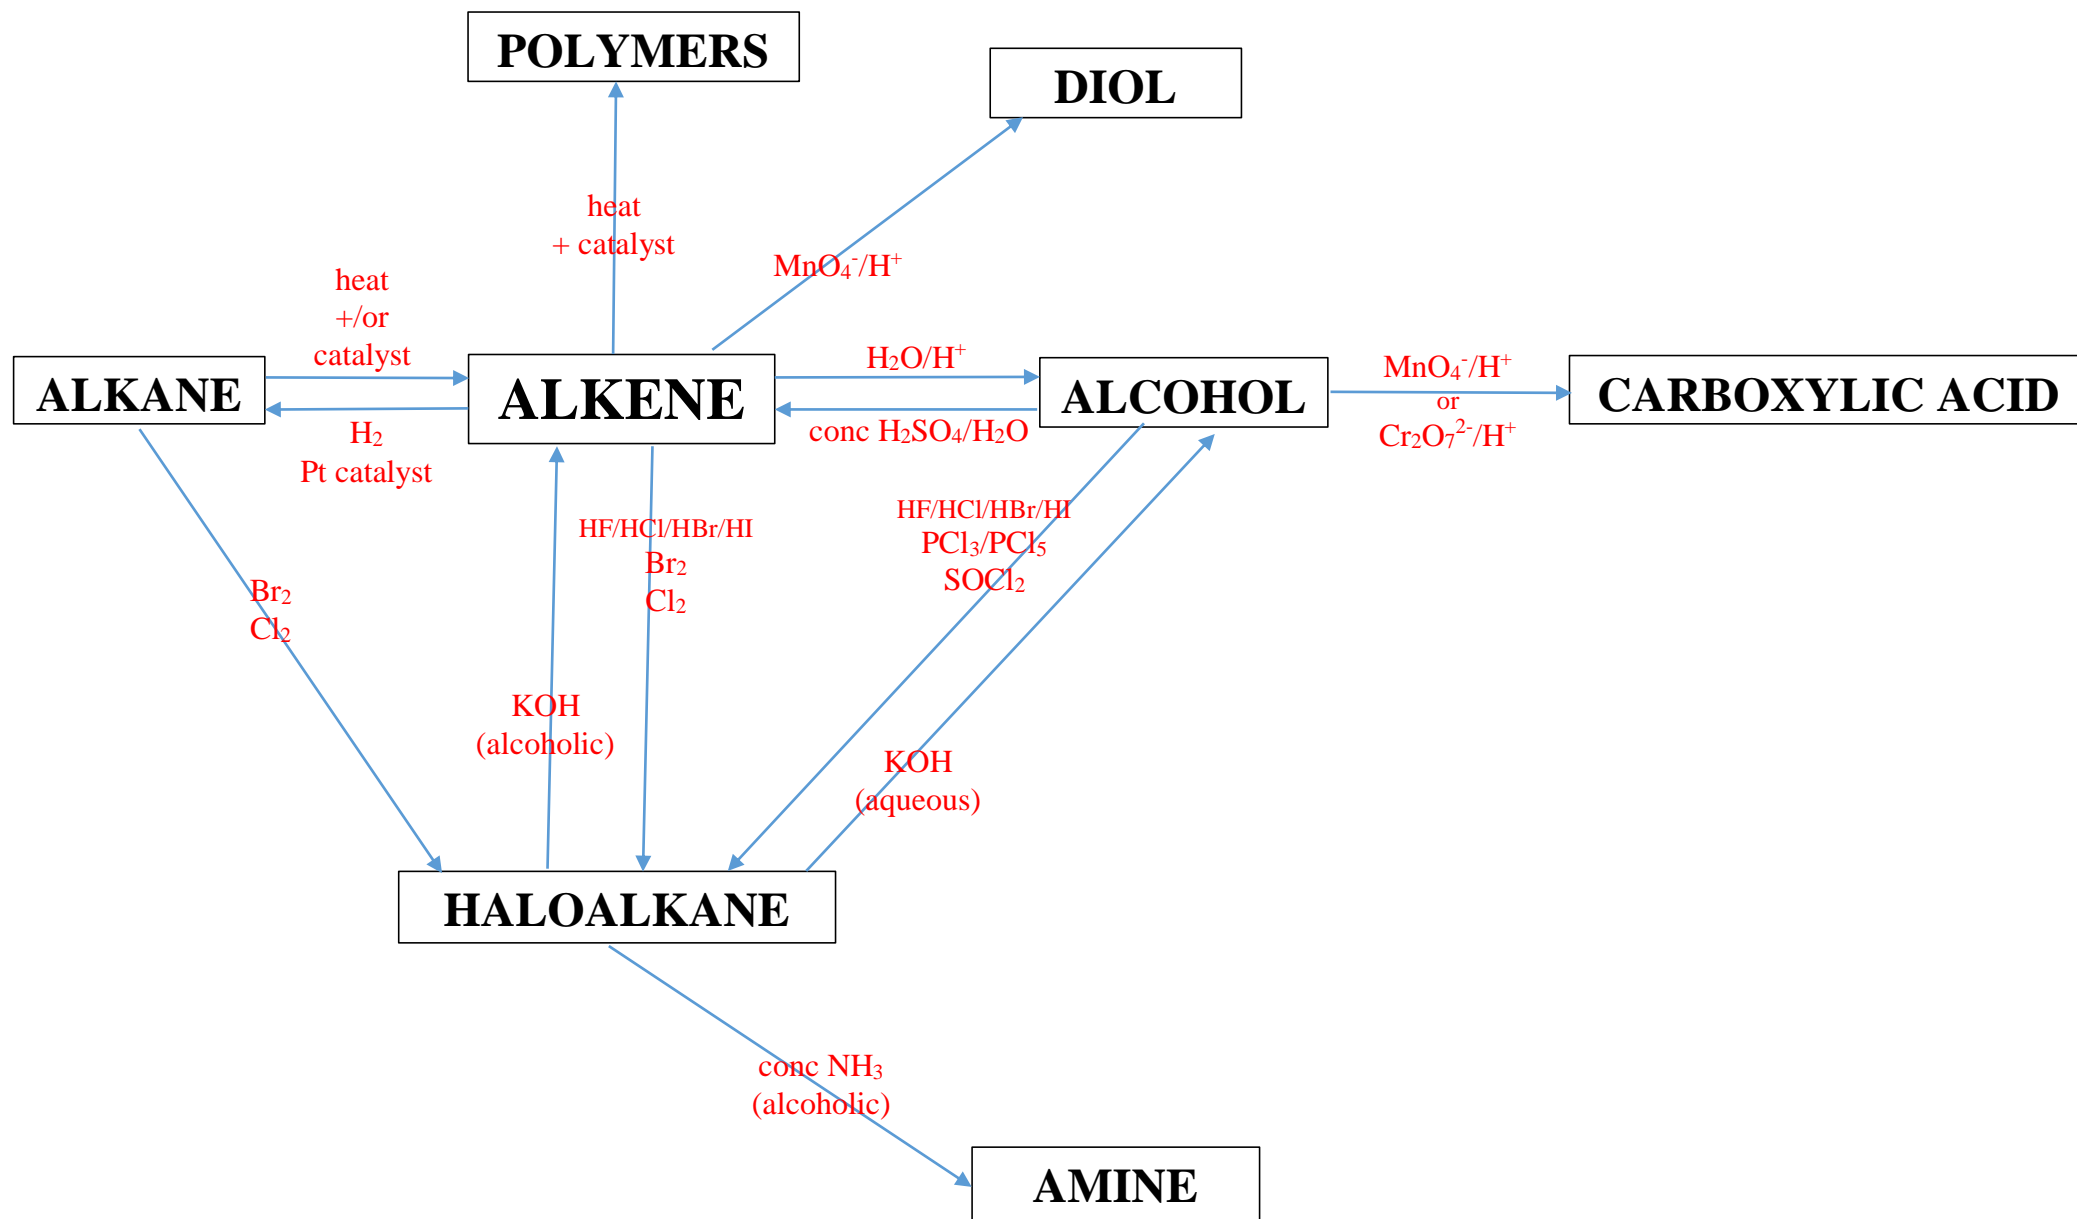 POLYMERS
DIOL
heat
+ catalyst
MnO₄⁻/H⁺
heat
+/or
catalyst
H₂O/H⁺
MnO₄⁻/H⁺
or
Cr₂O₇²⁻/H⁺
ALKANE
ALKENE
ALCOHOL
CARBOXYLIC ACID
H₂
Pt catalyst
conc H₂SO₄/H₂O
HF/HCl/HBr/HI
Br₂
Cl₂
HF/HCl/HBr/HI
PCl₃/PCl₅
SOCl₂
Br₂
Cl₂
KOH
(alcoholic)
KOH
(aqueous)
HALOALKANE
conc NH₃
(alcoholic)
AMINE